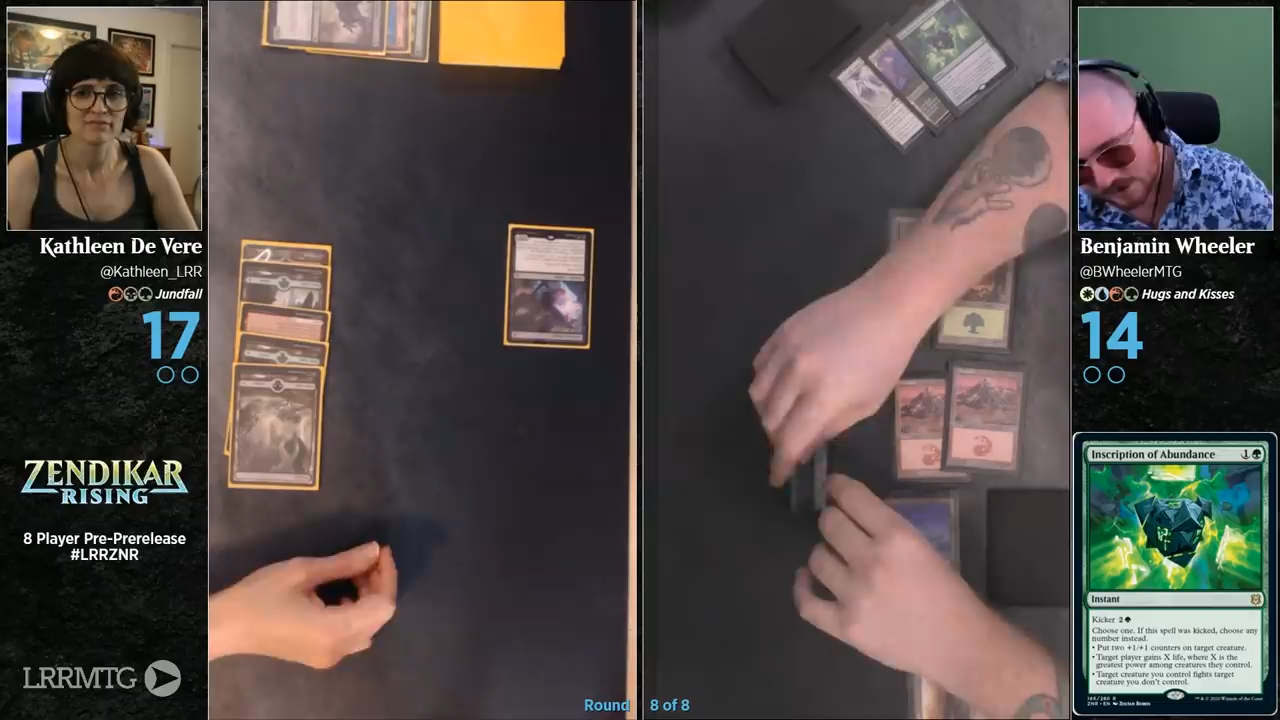 Kathleen De Vere
@Kathleen_LRR
Jundfall
17
ZENDIKAR
RISING
8 Player Pre-Prerelease
#LRRZNR
LRRMTG
Round
8 of 8
Benjamin Wheeler
@BWheelerMTG
Hugs and Kisses
14
Inscription of Abundance 1
Instant
Kicker 2
Choose one. If this spell was kicked, choose any
number instead.
• Put two +1/+1 counters on target creature.
• Target player gains X life, where X is the
greatest power among creatures they control.
• Target creature you control fights target
creature you don't control.